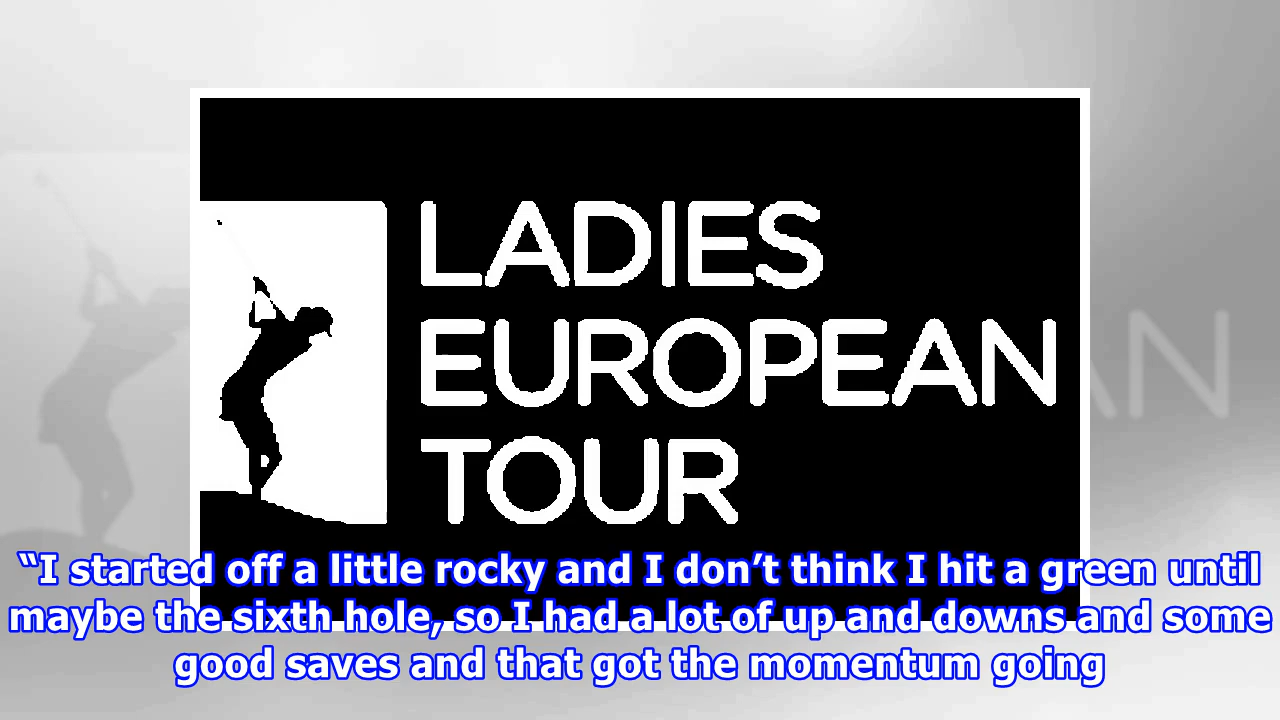 LADIES
EUROPEAN
TOUR
“I started off a little rocky and I don’t think I hit a green until
maybe the sixth hole, so I had a lot of up and downs and some
good saves and that got the momentum going